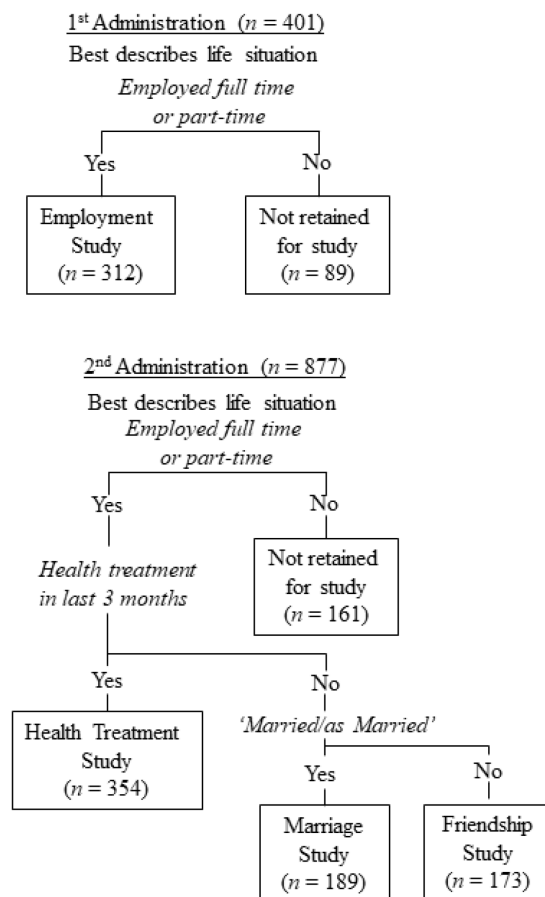 1st Administration (n = 401)
Best describes life situation
Employed full time
or part-time
Yes
No
Employment
Study
(n = 312)
Not retained
for study
(n = 89)
2nd Administration (n = 877)
Best describes life situation
Employed full time
or part-time
Yes
No
Health treatment
in last 3 months
Not retained
for study
(n = 161)
Yes
No
Health Treatment
Study
(n = 354)
'Married/as Married'
Yes
No
Marriage
Study
(n = 189)
Friendship
Study
(n = 173)